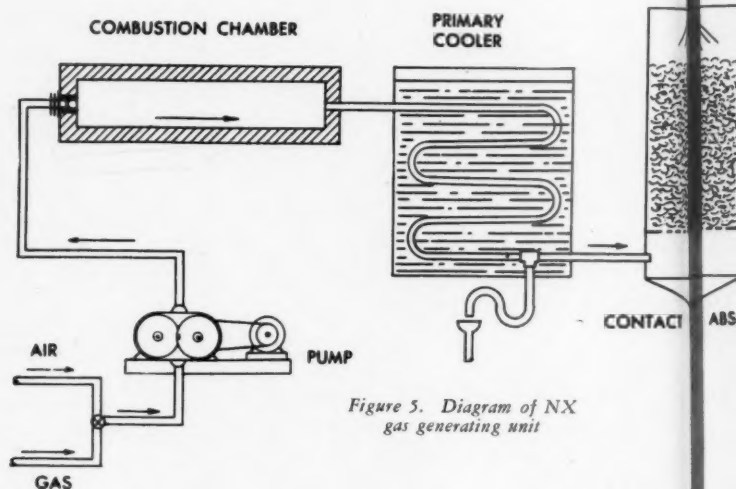 COMBUSTION CHAMBER
PRIMARY
COOLER
AIR
PUMP
GAS
CONTACT ABS
Figure 5. Diagram of NX
gas generating unit